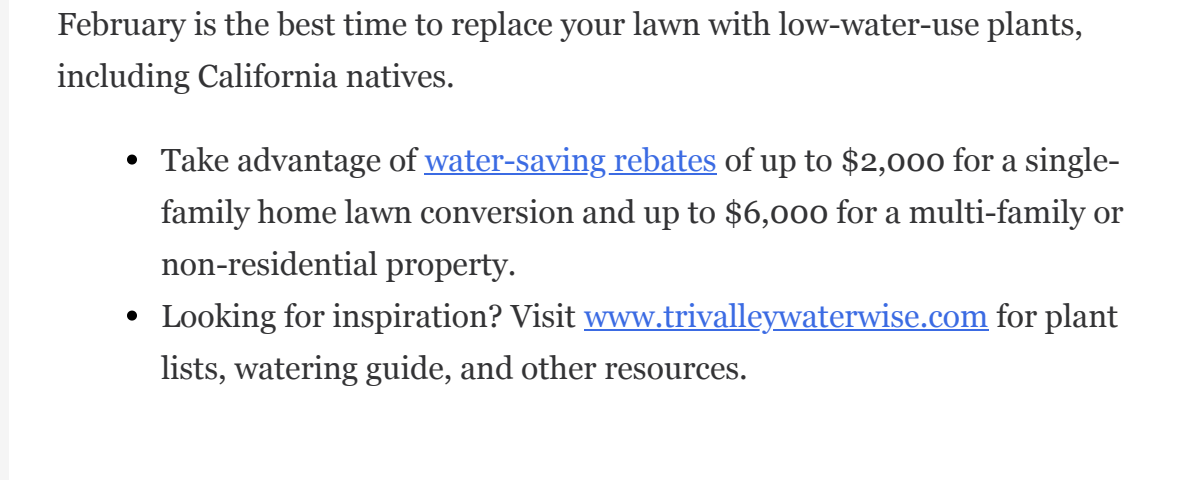 February is the best time to replace your lawn with low-water-use plants,
including California natives.
• Take advantage of water-saving rebates of up to $2,000 for a single-
family home lawn conversion and up to $6,000 for a multi-family or
non-residential property.
• Looking for inspiration? Visit www.trivalleywaterwise.com for plant
lists, watering guide, and other resources.